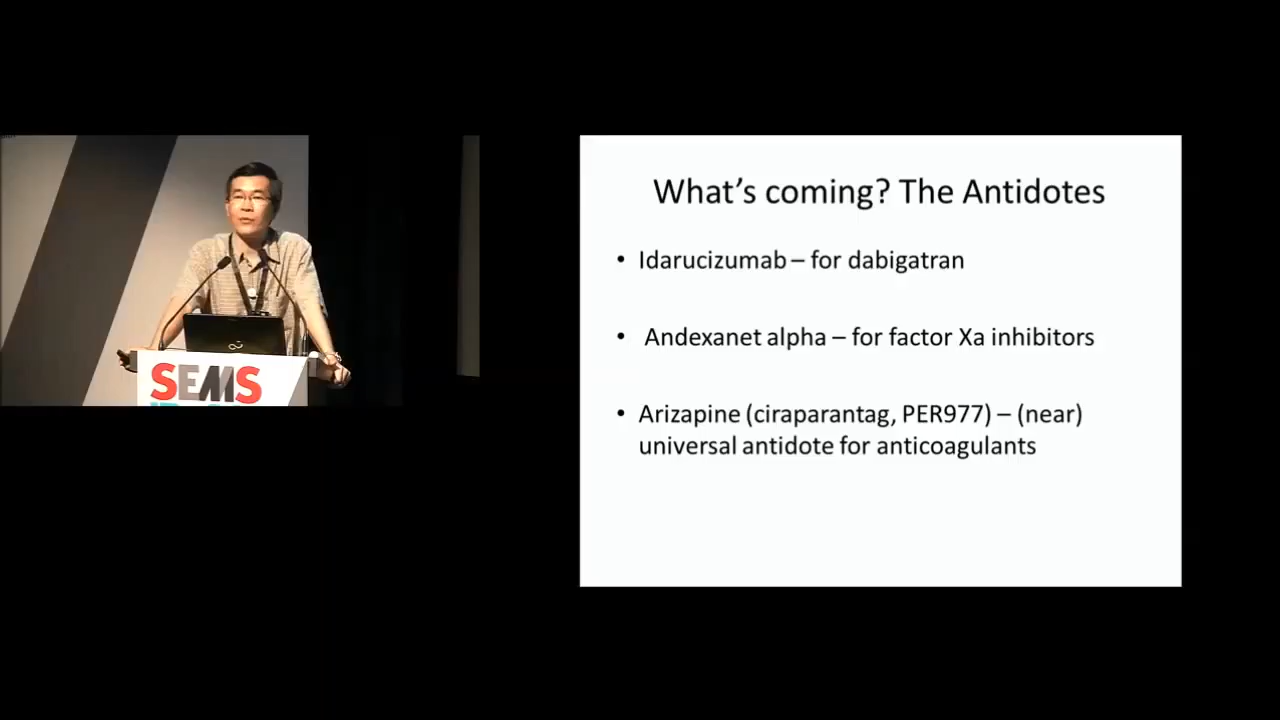 SEMS
What’s coming? The Antidotes
• Idarucizumab – for dabigatran
• Andexanet alpha – for factor Xa inhibitors
• Arizapine (ciraparantag, PER977) – (near)
universal antidote for anticoagulants